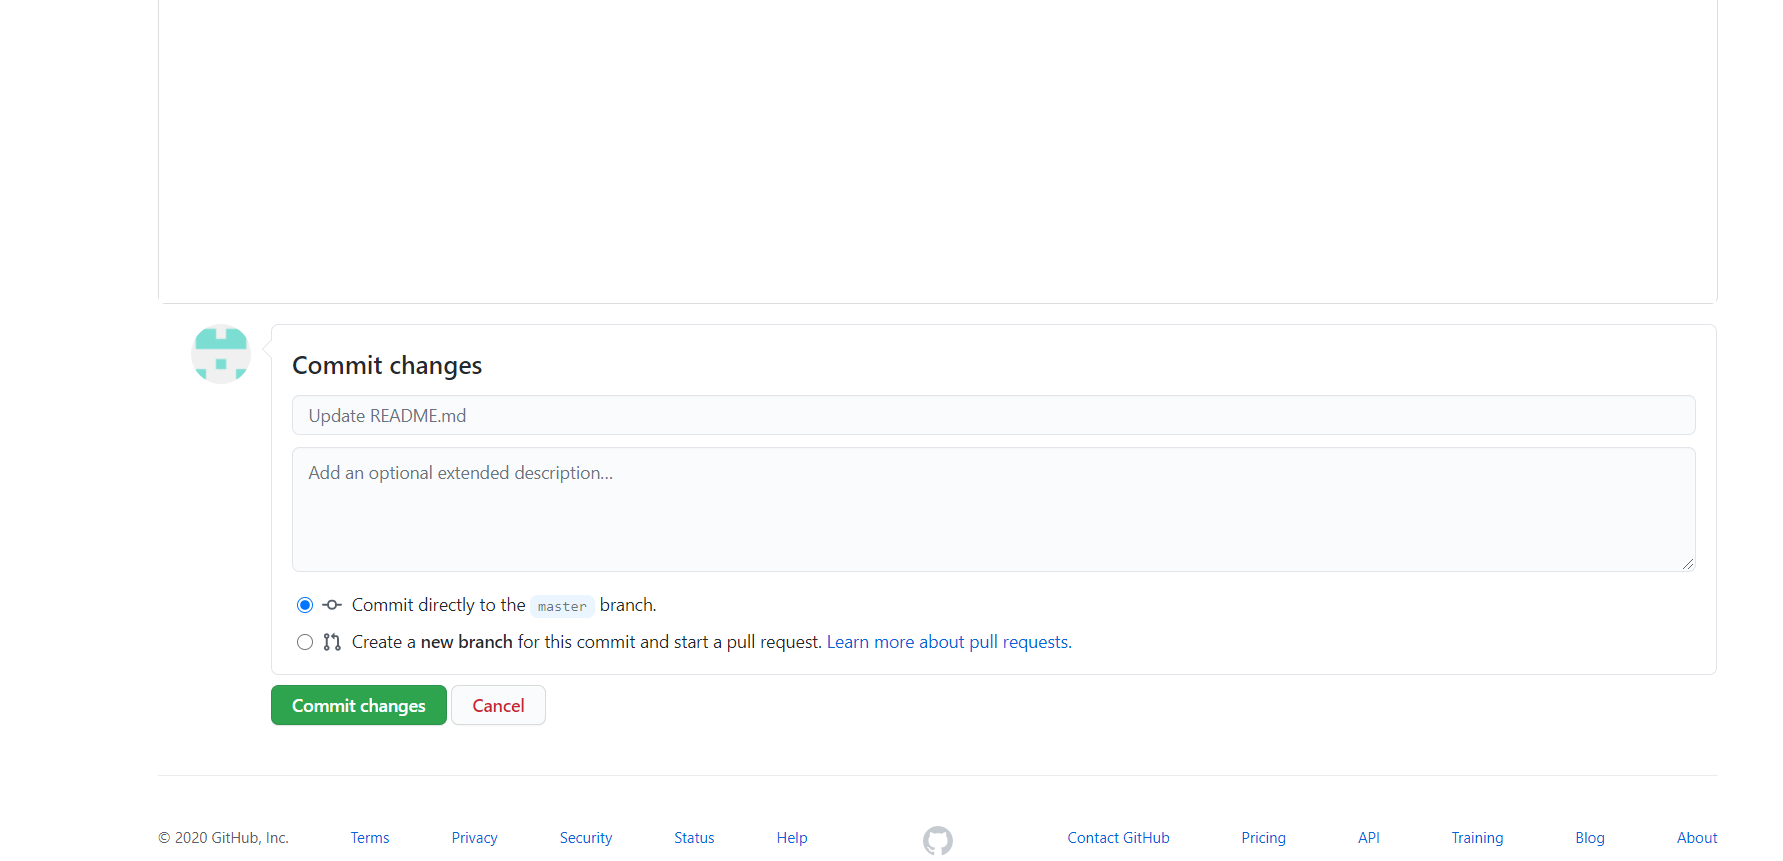 Commit changes
Update README.md
Add an optional extended description...
Commit directly to the master branch.
Create a new branch for this commit and start a pull request. Learn more about pull requests.
Commit changes Cancel
© 2020 GitHub, Inc. Terms Privacy Security Status Help Contact GitHub Pricing API Training Blog About